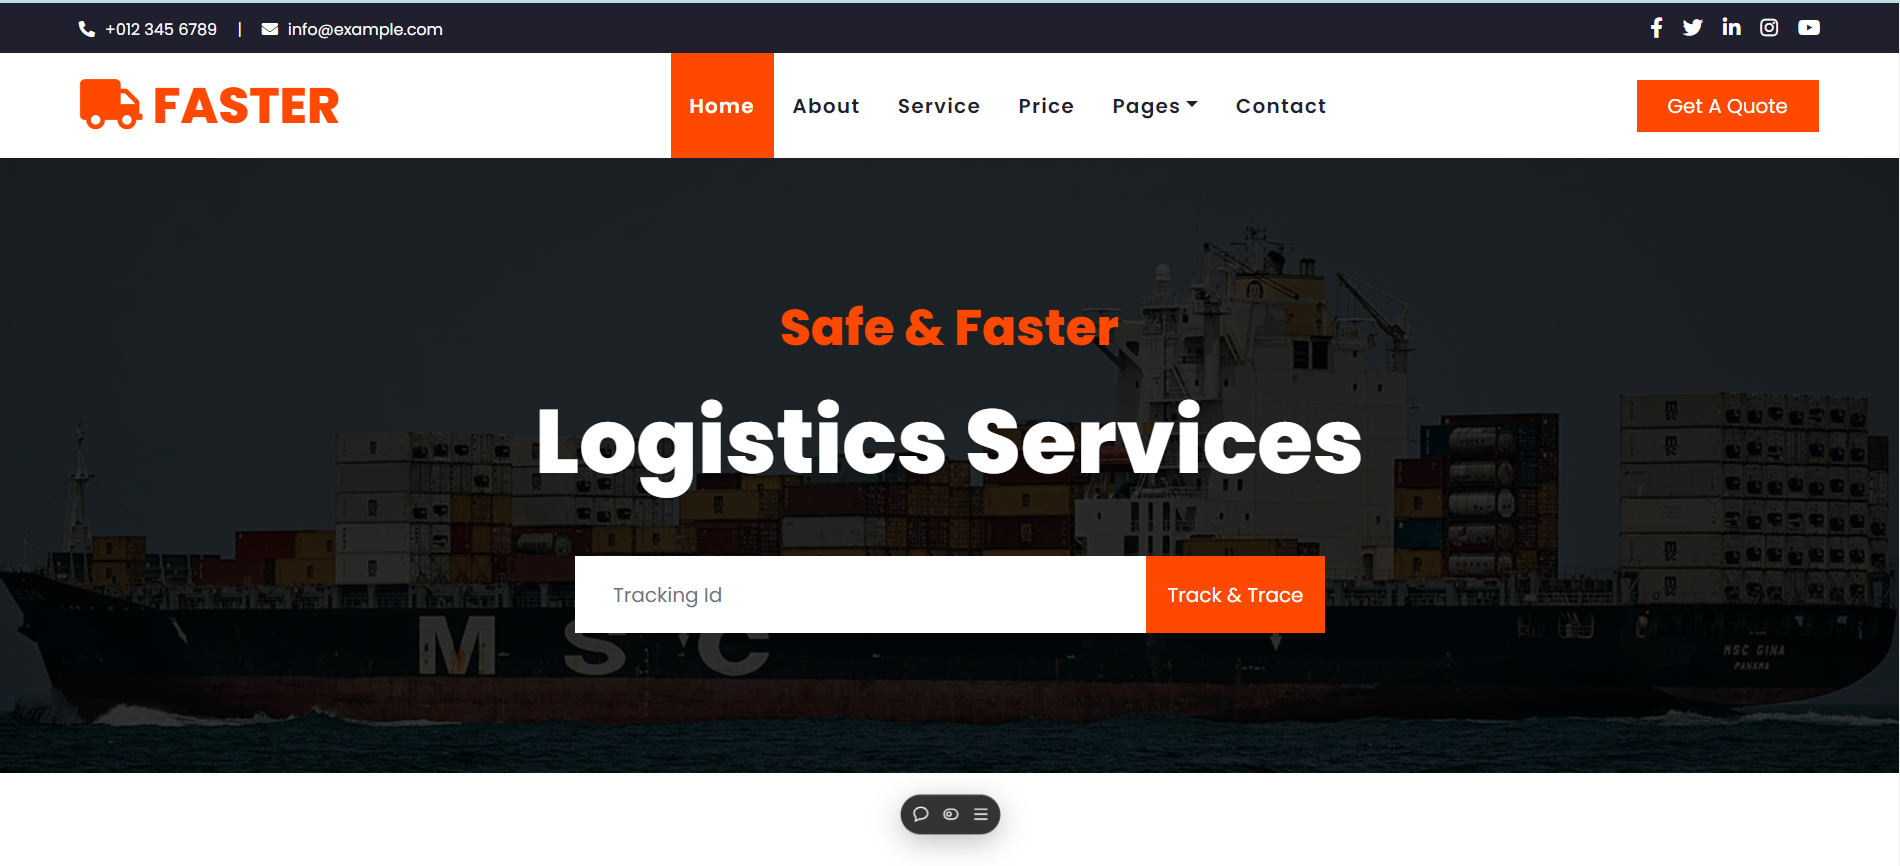 +012 345 6789 | info@example.com
FASTER
Home About Service Price Pages Contact
Get A Quote
Safe & Faster
Logistics Services
Tracking Id
Track & Trace
M S C
MSC GINA
PANAMA